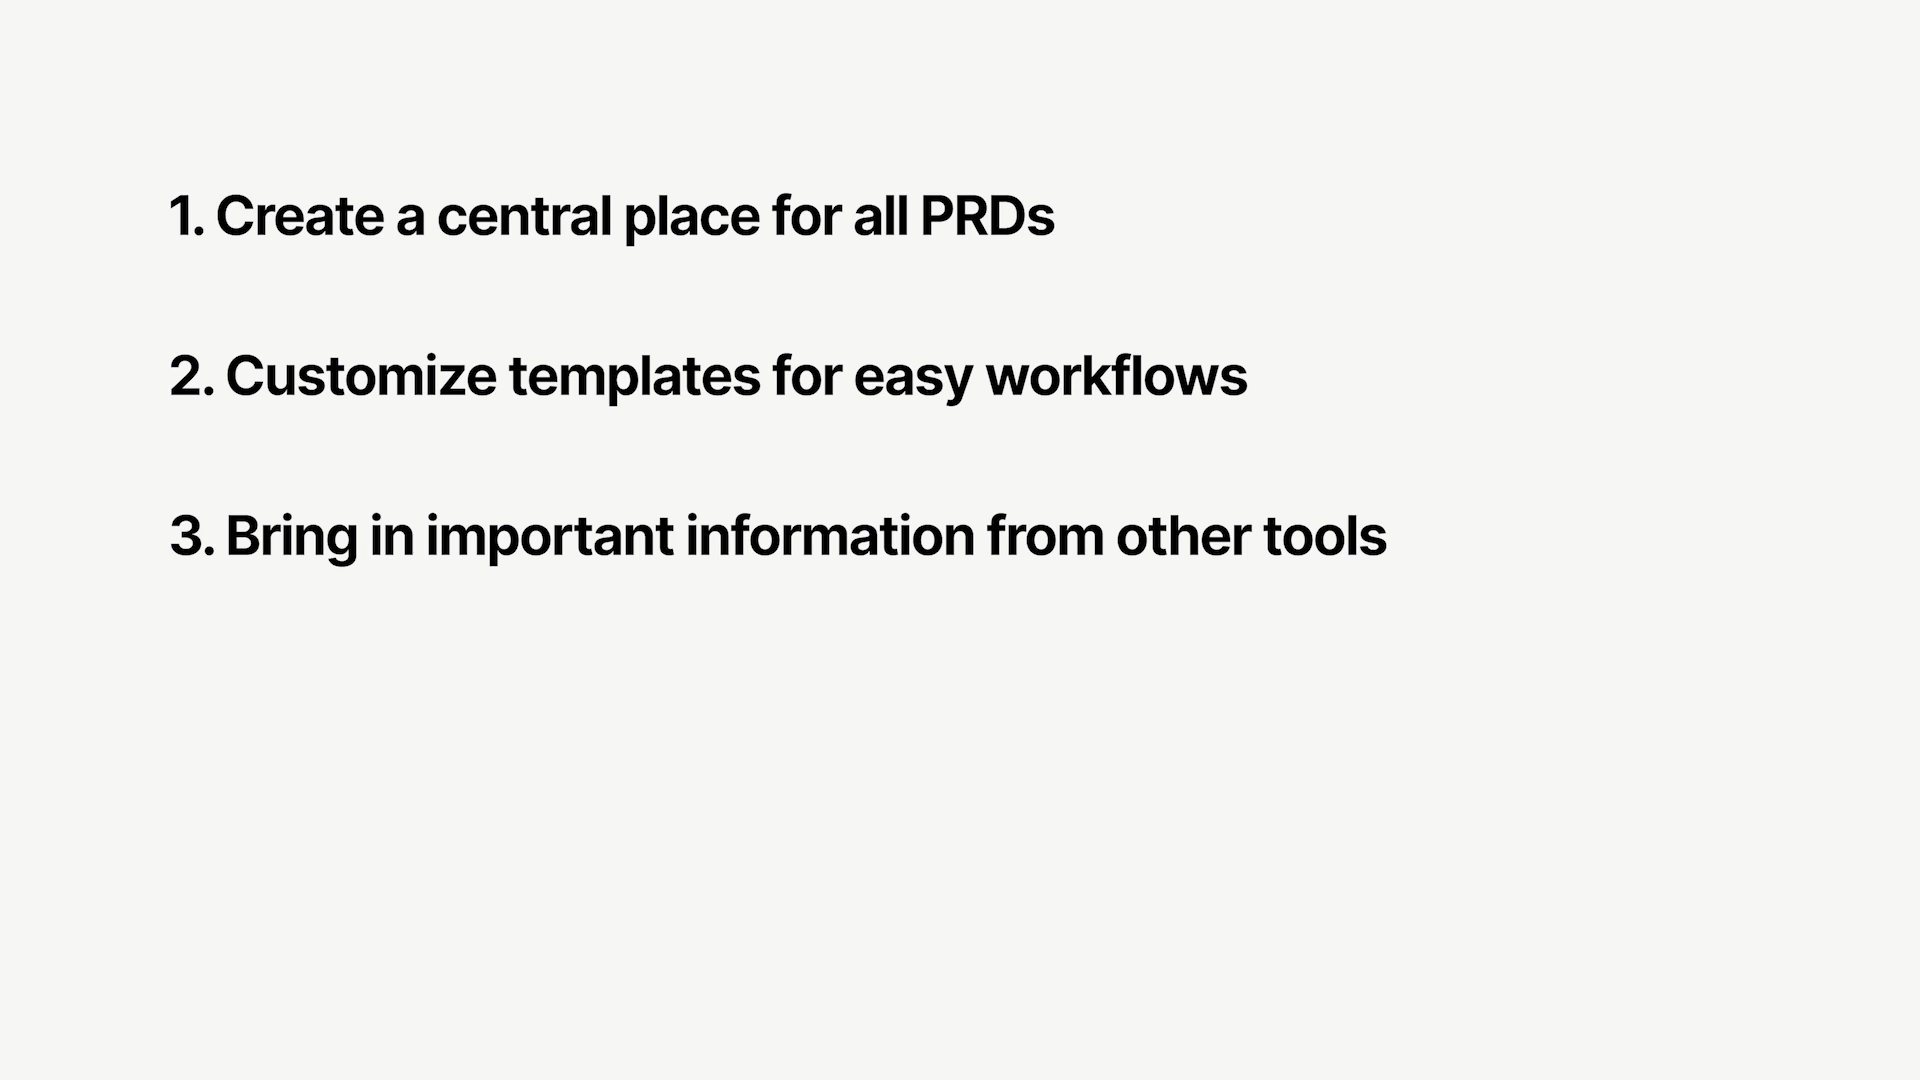 1. Create a central place for all PRDs
2. Customize templates for easy workflows
3. Bring in important information from other tools